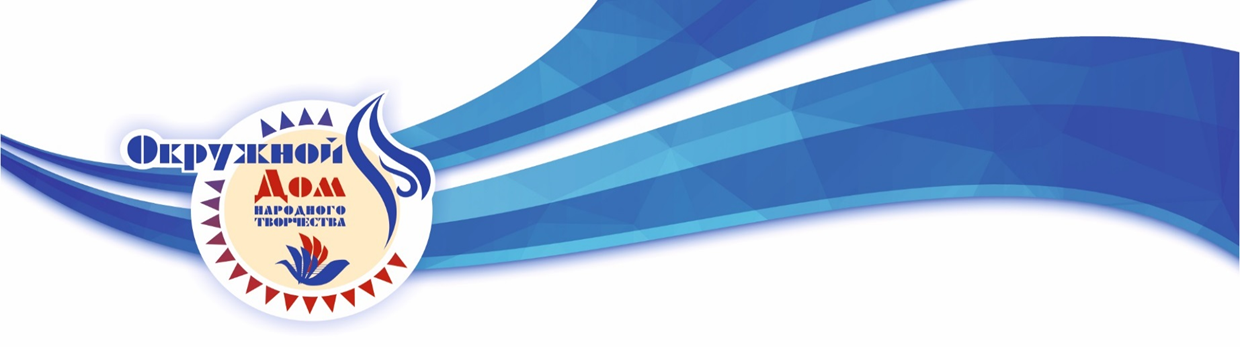 Окружной
Дом
народного
творчества